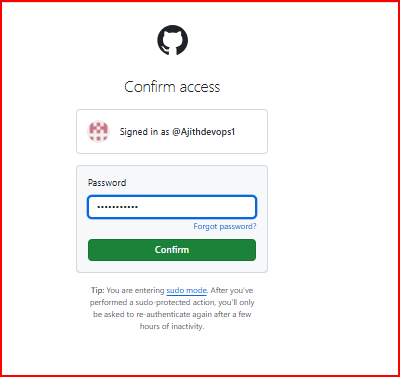 Confirm access
Signed in as @Ajithdevops1
Password
•••••••••••
Forgot password?
Confirm
Tip: You are entering sudo mode. After you've
performed a sudo-protected action, you'll only
be asked to re-authenticate again after a few
hours of inactivity.